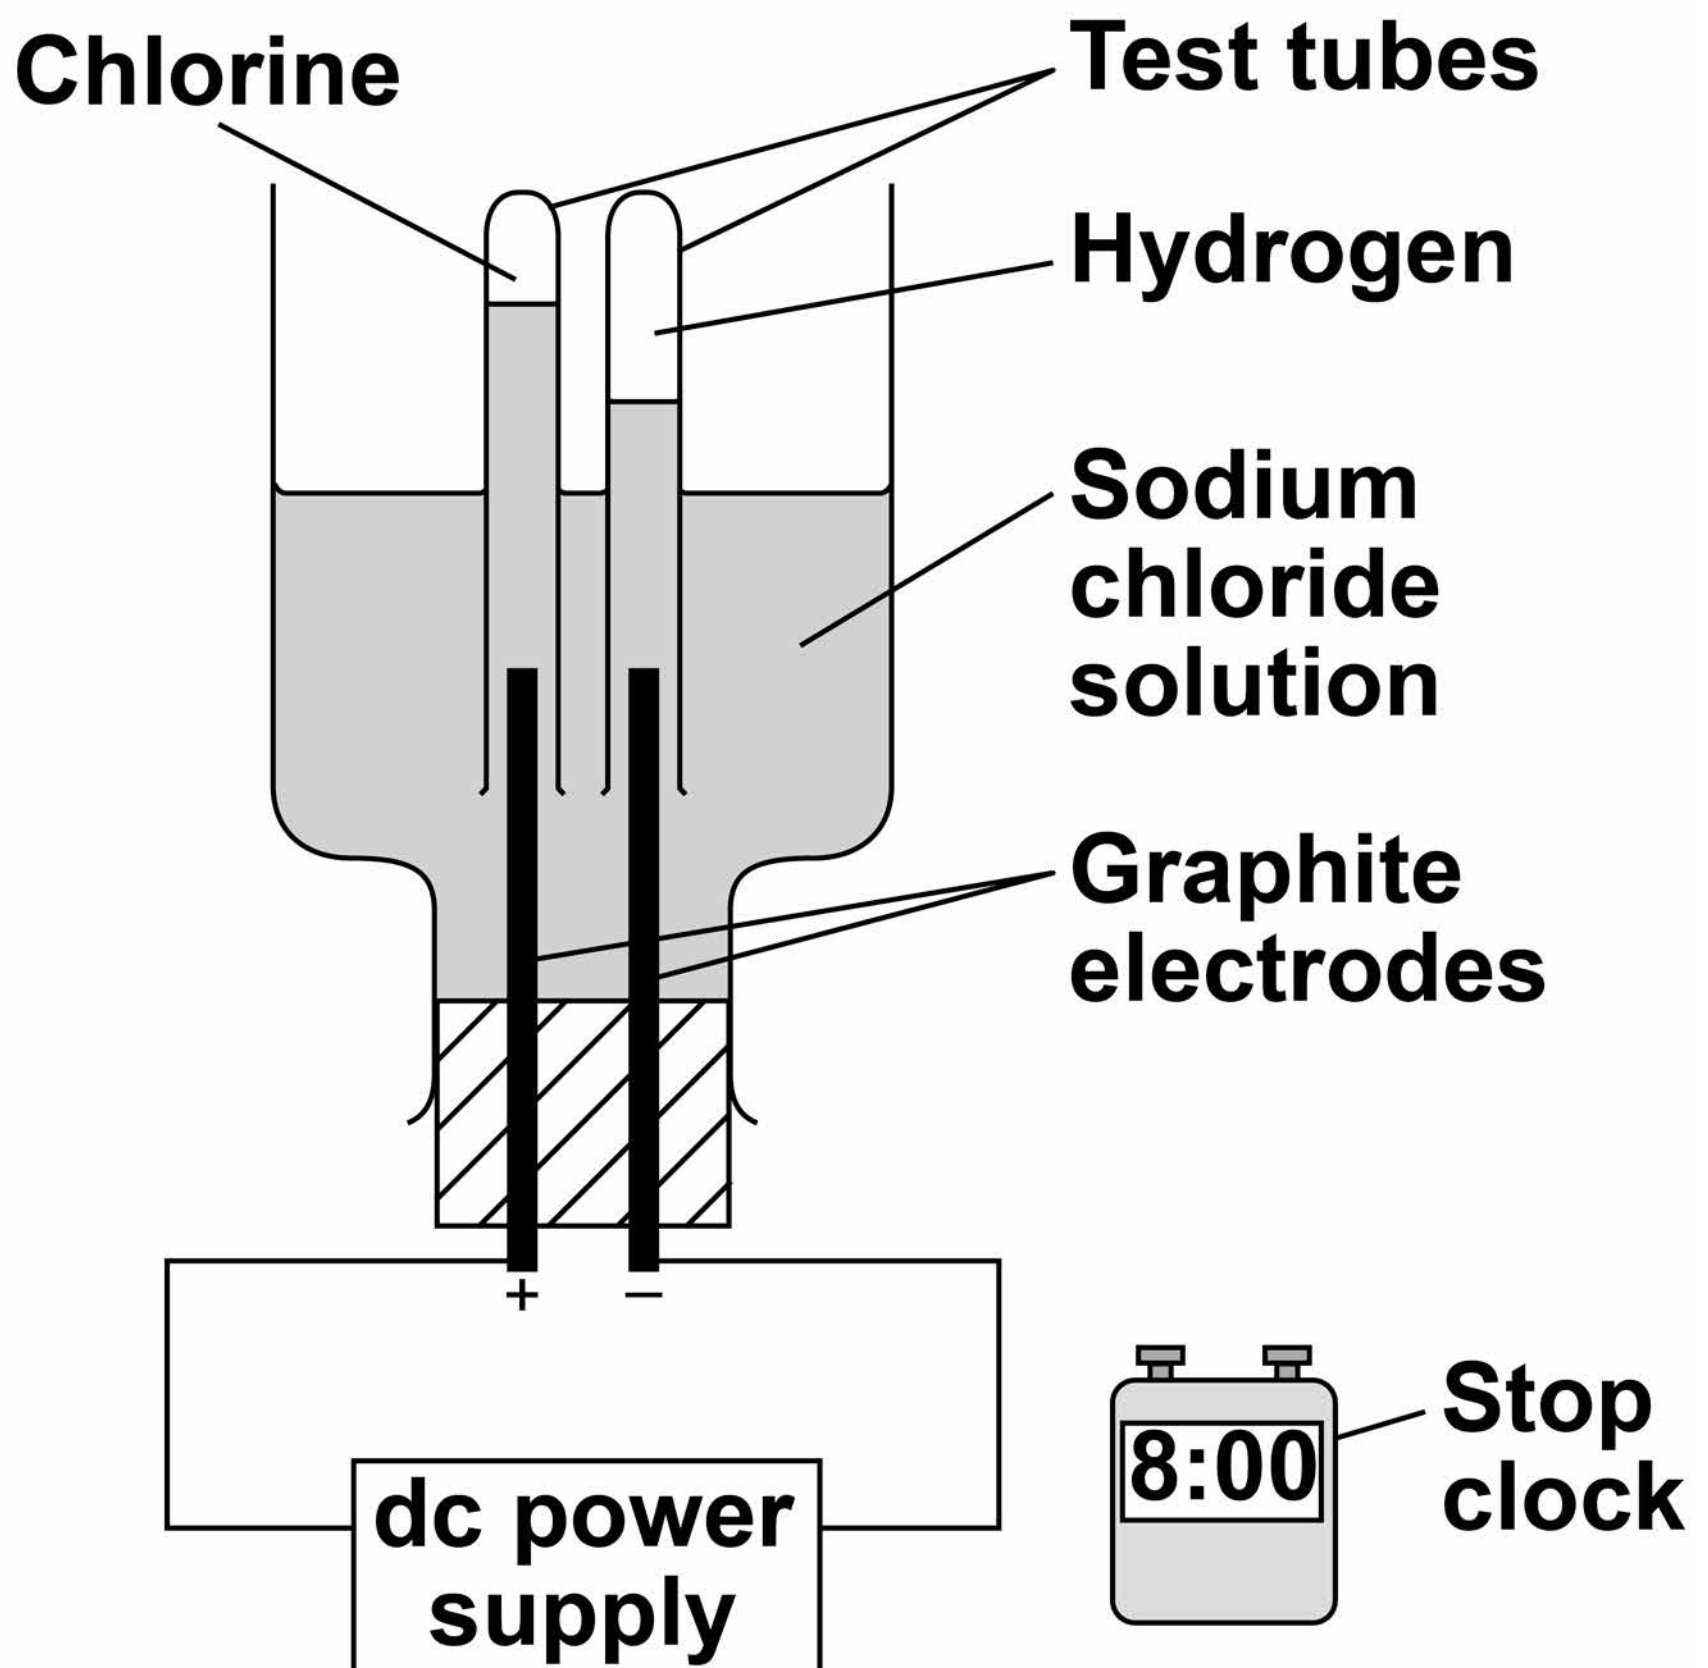 Chlorine
Test tubes
Hydrogen
Sodium
chloride
solution
Graphite
electrodes
+ –
Stop
clock
8:00
dc power
supply